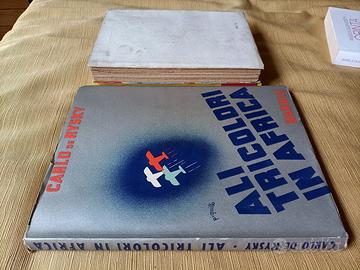 CARLO DE RYSKY
ALI
TRICOLORI
IN AFRICA
CARLO DE RYSKY • ALI TRICOLORI IN AFRICA